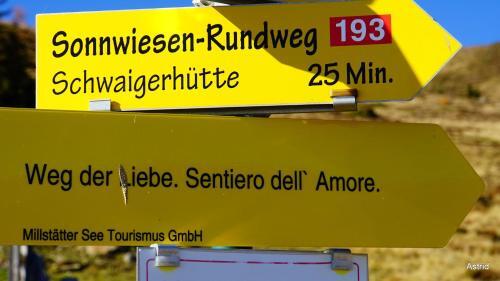 Sonnwiesen-Rundweg 193
Schwaigerhütte 25 Min.
Weg der Liebe. Sentiero dell` Amore.
Millstätter See Tourismus GmbH
Astrid